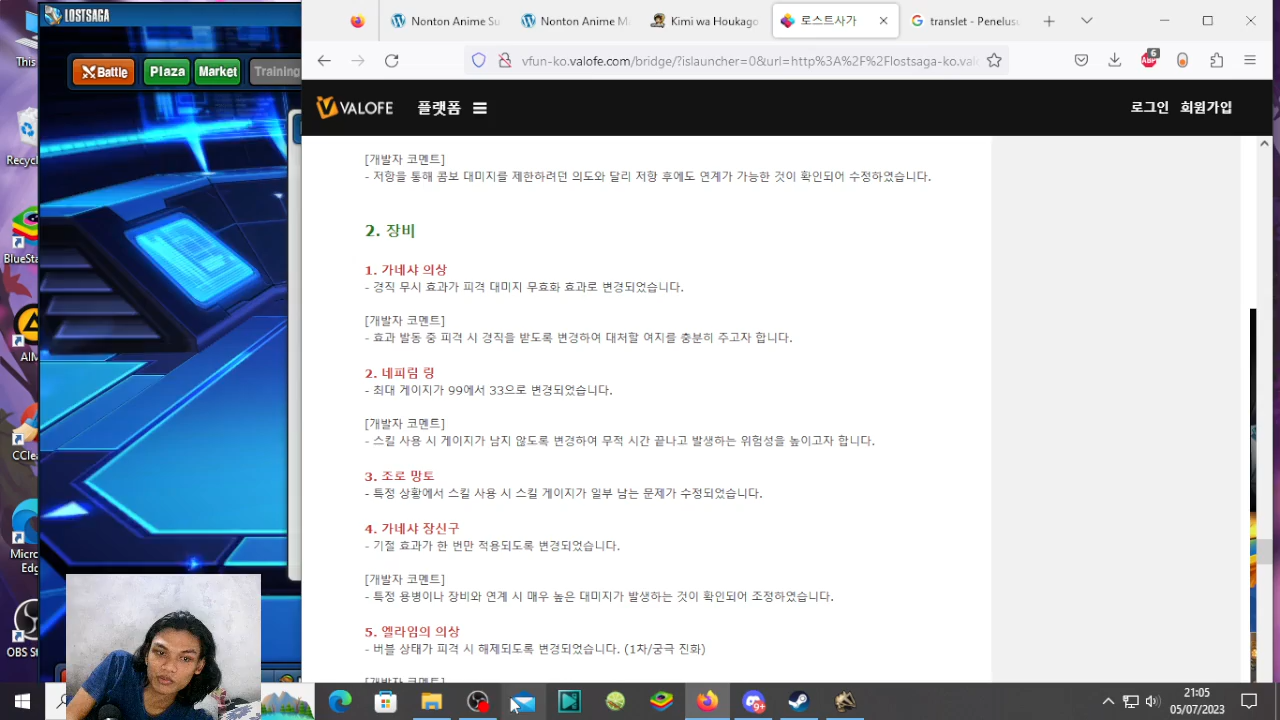 LOSTSAGA
Nonton Anime Su
Nonton Anime Ma
Kimi wa Houkago
로스트사가
translet - Penelusu
This
vfun-ko.valofe.com/bridge/?islauncher=0&url=http%3A%2F%2Flostsaga-ko.valo
6
Battle
Plaza
Market
Training
VALOFE
플랫폼
로그인
회원가입
Recyc
BlueSta
AIM
CCle
Micro
Edg
OBS Stu
[개발자 코멘트]
- 저항을 통해 콤보 대미지를 제한하려던 의도와 달리 저항 후에도 연계가 가능한 것이 확인되어 수정하였습니다.
2. 장비
1. 가네샤 의상
- 경직 무시 효과가 피격 대미지 무효화 효과로 변경되었습니다.
[개발자 코멘트]
- 효과 발동 중 피격 시 경직을 받도록 변경하여 대처할 여지를 충분히 주고자 합니다.
2. 네피림 링
- 최대 게이지가 99에서 33으로 변경되었습니다.
[개발자 코멘트]
- 스킬 사용 시 게이지가 남지 않도록 변경하여 무적 시간 끝나고 발생하는 위험성을 높이고자 합니다.
3. 조로 망토
- 특정 상황에서 스킬 사용 시 스킬 게이지가 일부 남는 문제가 수정되었습니다.
4. 가네샤 장신구
- 기절 효과가 한 번만 적용되도록 변경되었습니다.
[개발자 코멘트]
- 특정 용병이나 장비와 연계 시 매우 높은 대미지가 발생하는 것이 확인되어 조정하였습니다.
5. 엘라임의 의상
- 버블 상태가 피격 시 해제되도록 변경되었습니다. (1차/궁극 진화)
[개발자 코멘트]
21:05
05/07/2023